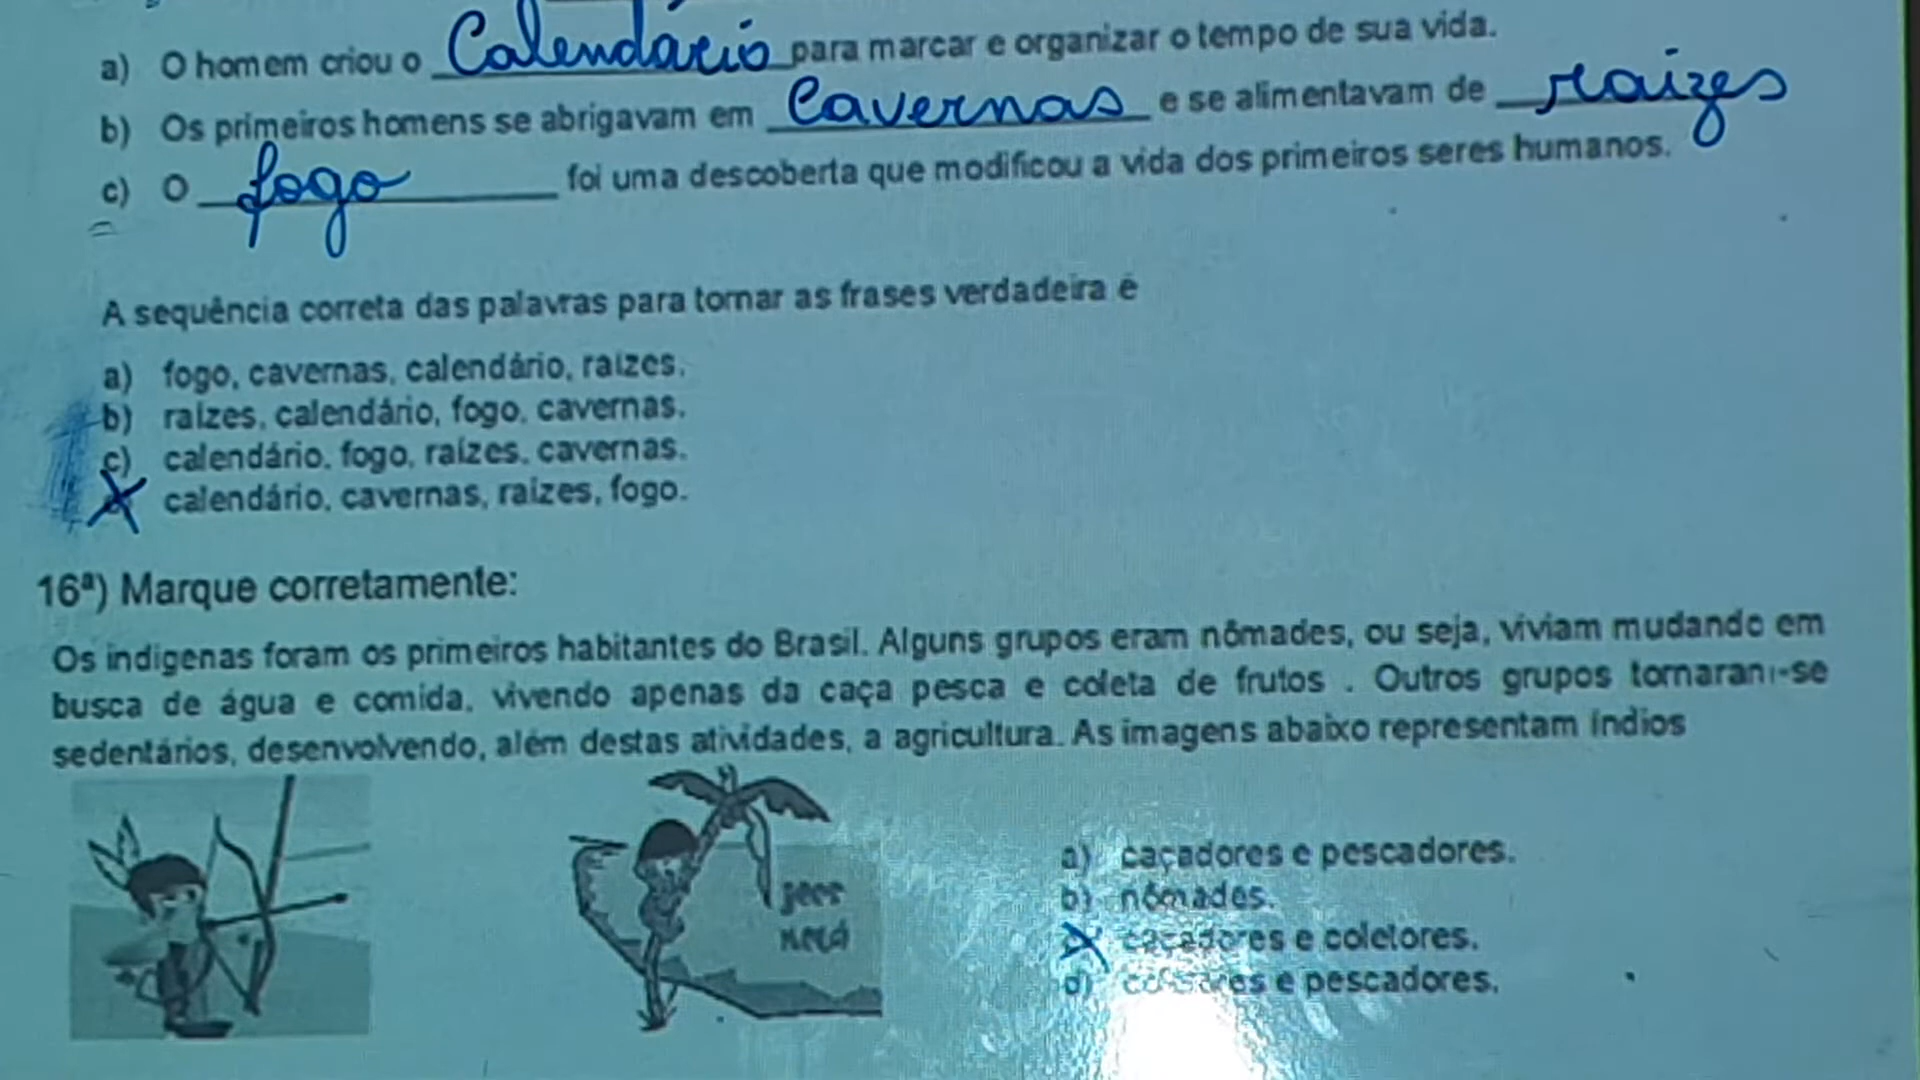 a) O homem criou o Calendário para marcar e organizar o tempo de sua vida.
b) Os primeiros homens se abrigavam em Cavernas e se alimentavam de raizes
c) O fogo foi uma descoberta que modificou a vida dos primeiros seres humanos.
A sequência correta das palavras para tornar as frases verdadeira é
a) fogo, cavernas, calendário, raízes.
b) raízes, calendário, fogo, cavernas.
c) calendário, fogo, raízes, cavernas.
calendário, cavernas, raízes, fogo.
16ª) Marque corretamente:
Os indígenas foram os primeiros habitantes do Brasil. Alguns grupos eram nômades, ou seja, viviam mudando em
busca de água e comida, vivendo apenas da caça pesca e coleta de frutos . Outros grupos tornaram-se
sedentários, desenvolvendo, além destas atividades, a agricultura. As imagens abaixo representam índios
a) caçadores e pescadores.
b) nômades.
caçadores e coletores.
d) e pescadores.